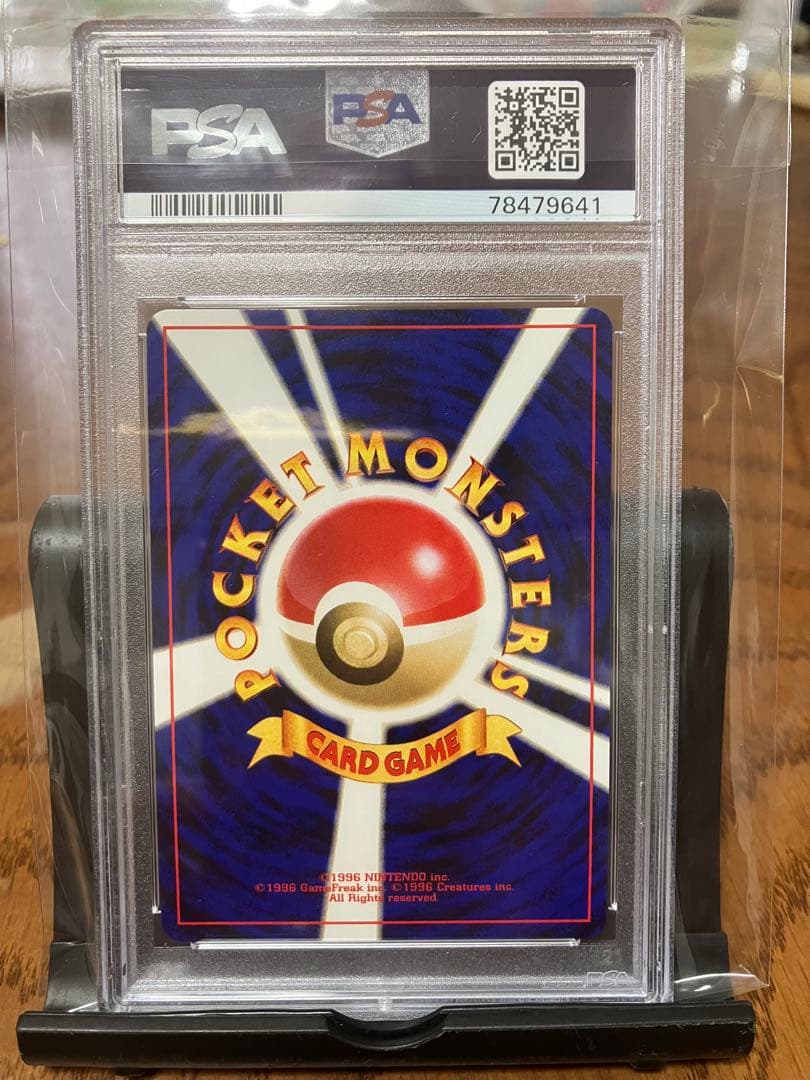 PSA
PSA
78479641
POCKET MONSTERS
CARD GAME
©1996 NINTENDO inc.
©1996 GameFreak inc. ©1996 Creatures inc.
All Rights reserved.
PSA